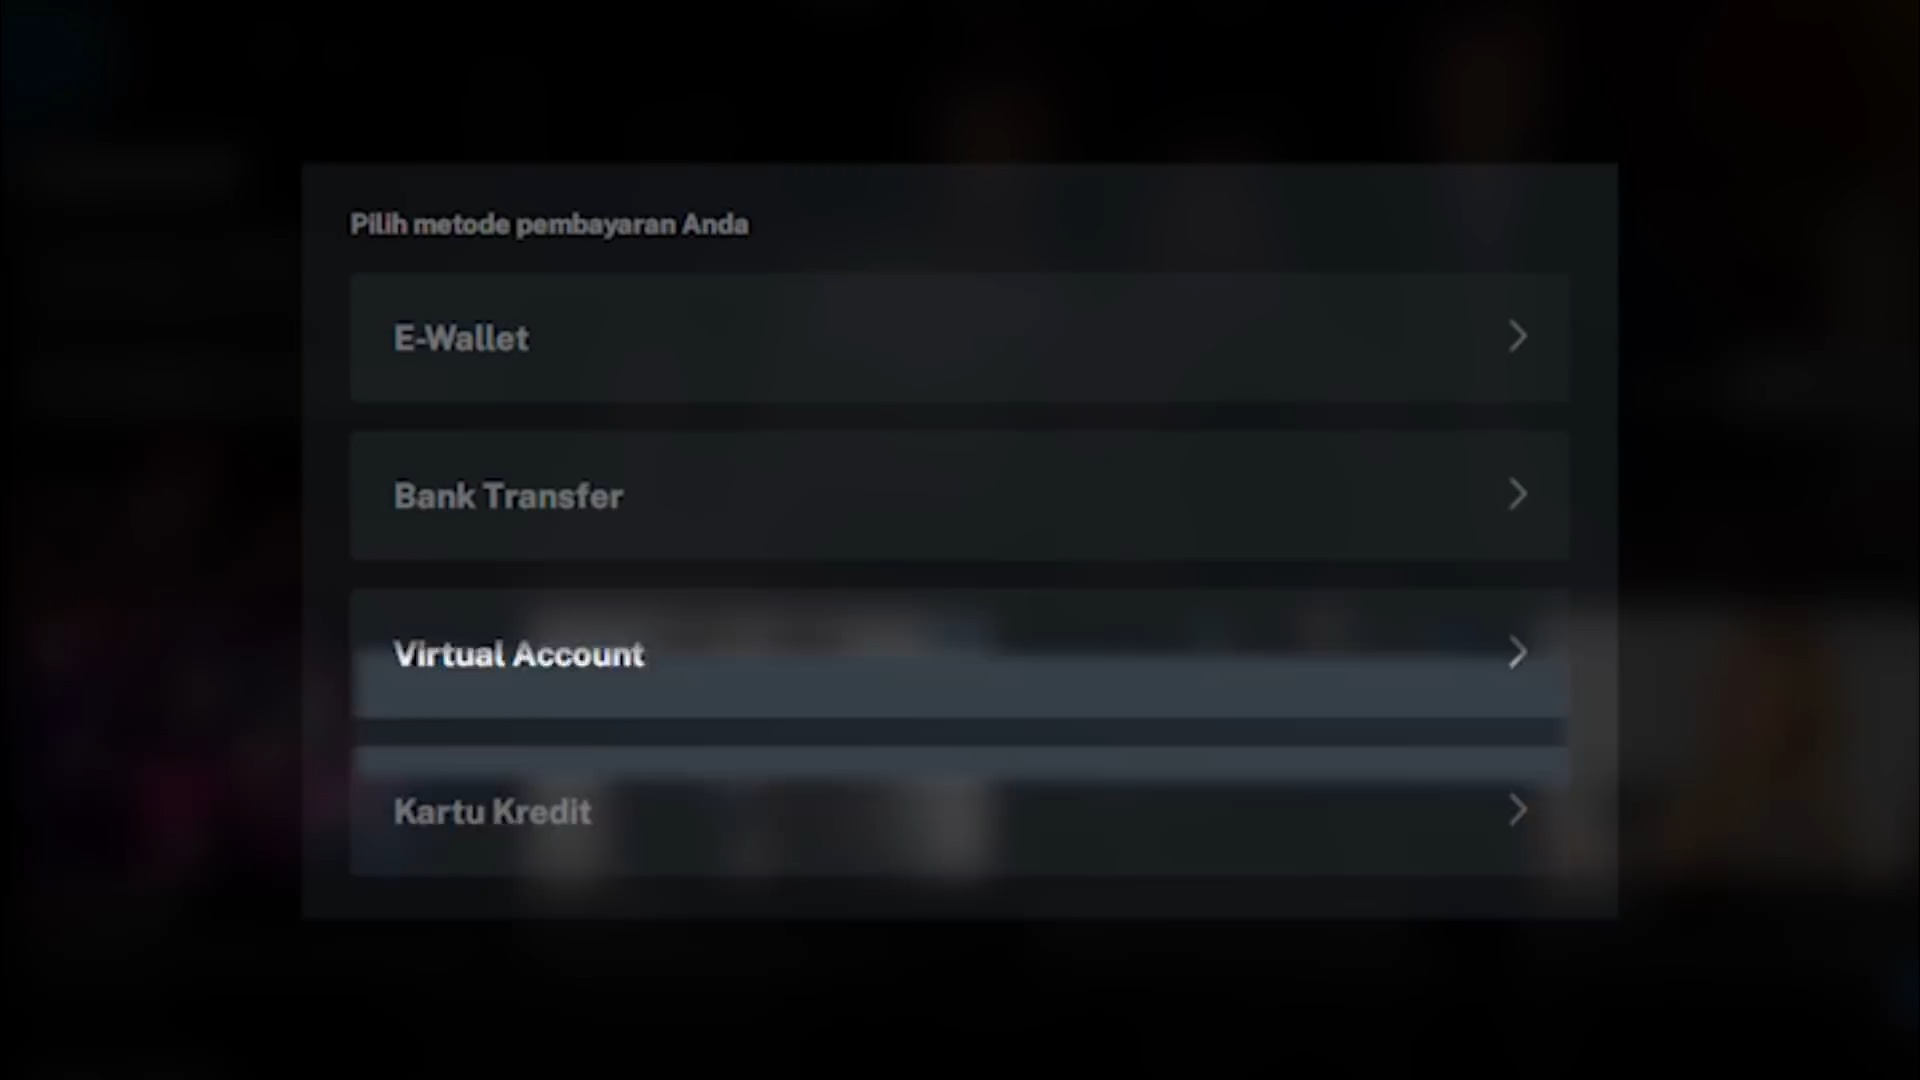 Pilih metode pembayaran Anda
E-Wallet
Bank Transfer
Virtual Account
Kartu Kredit